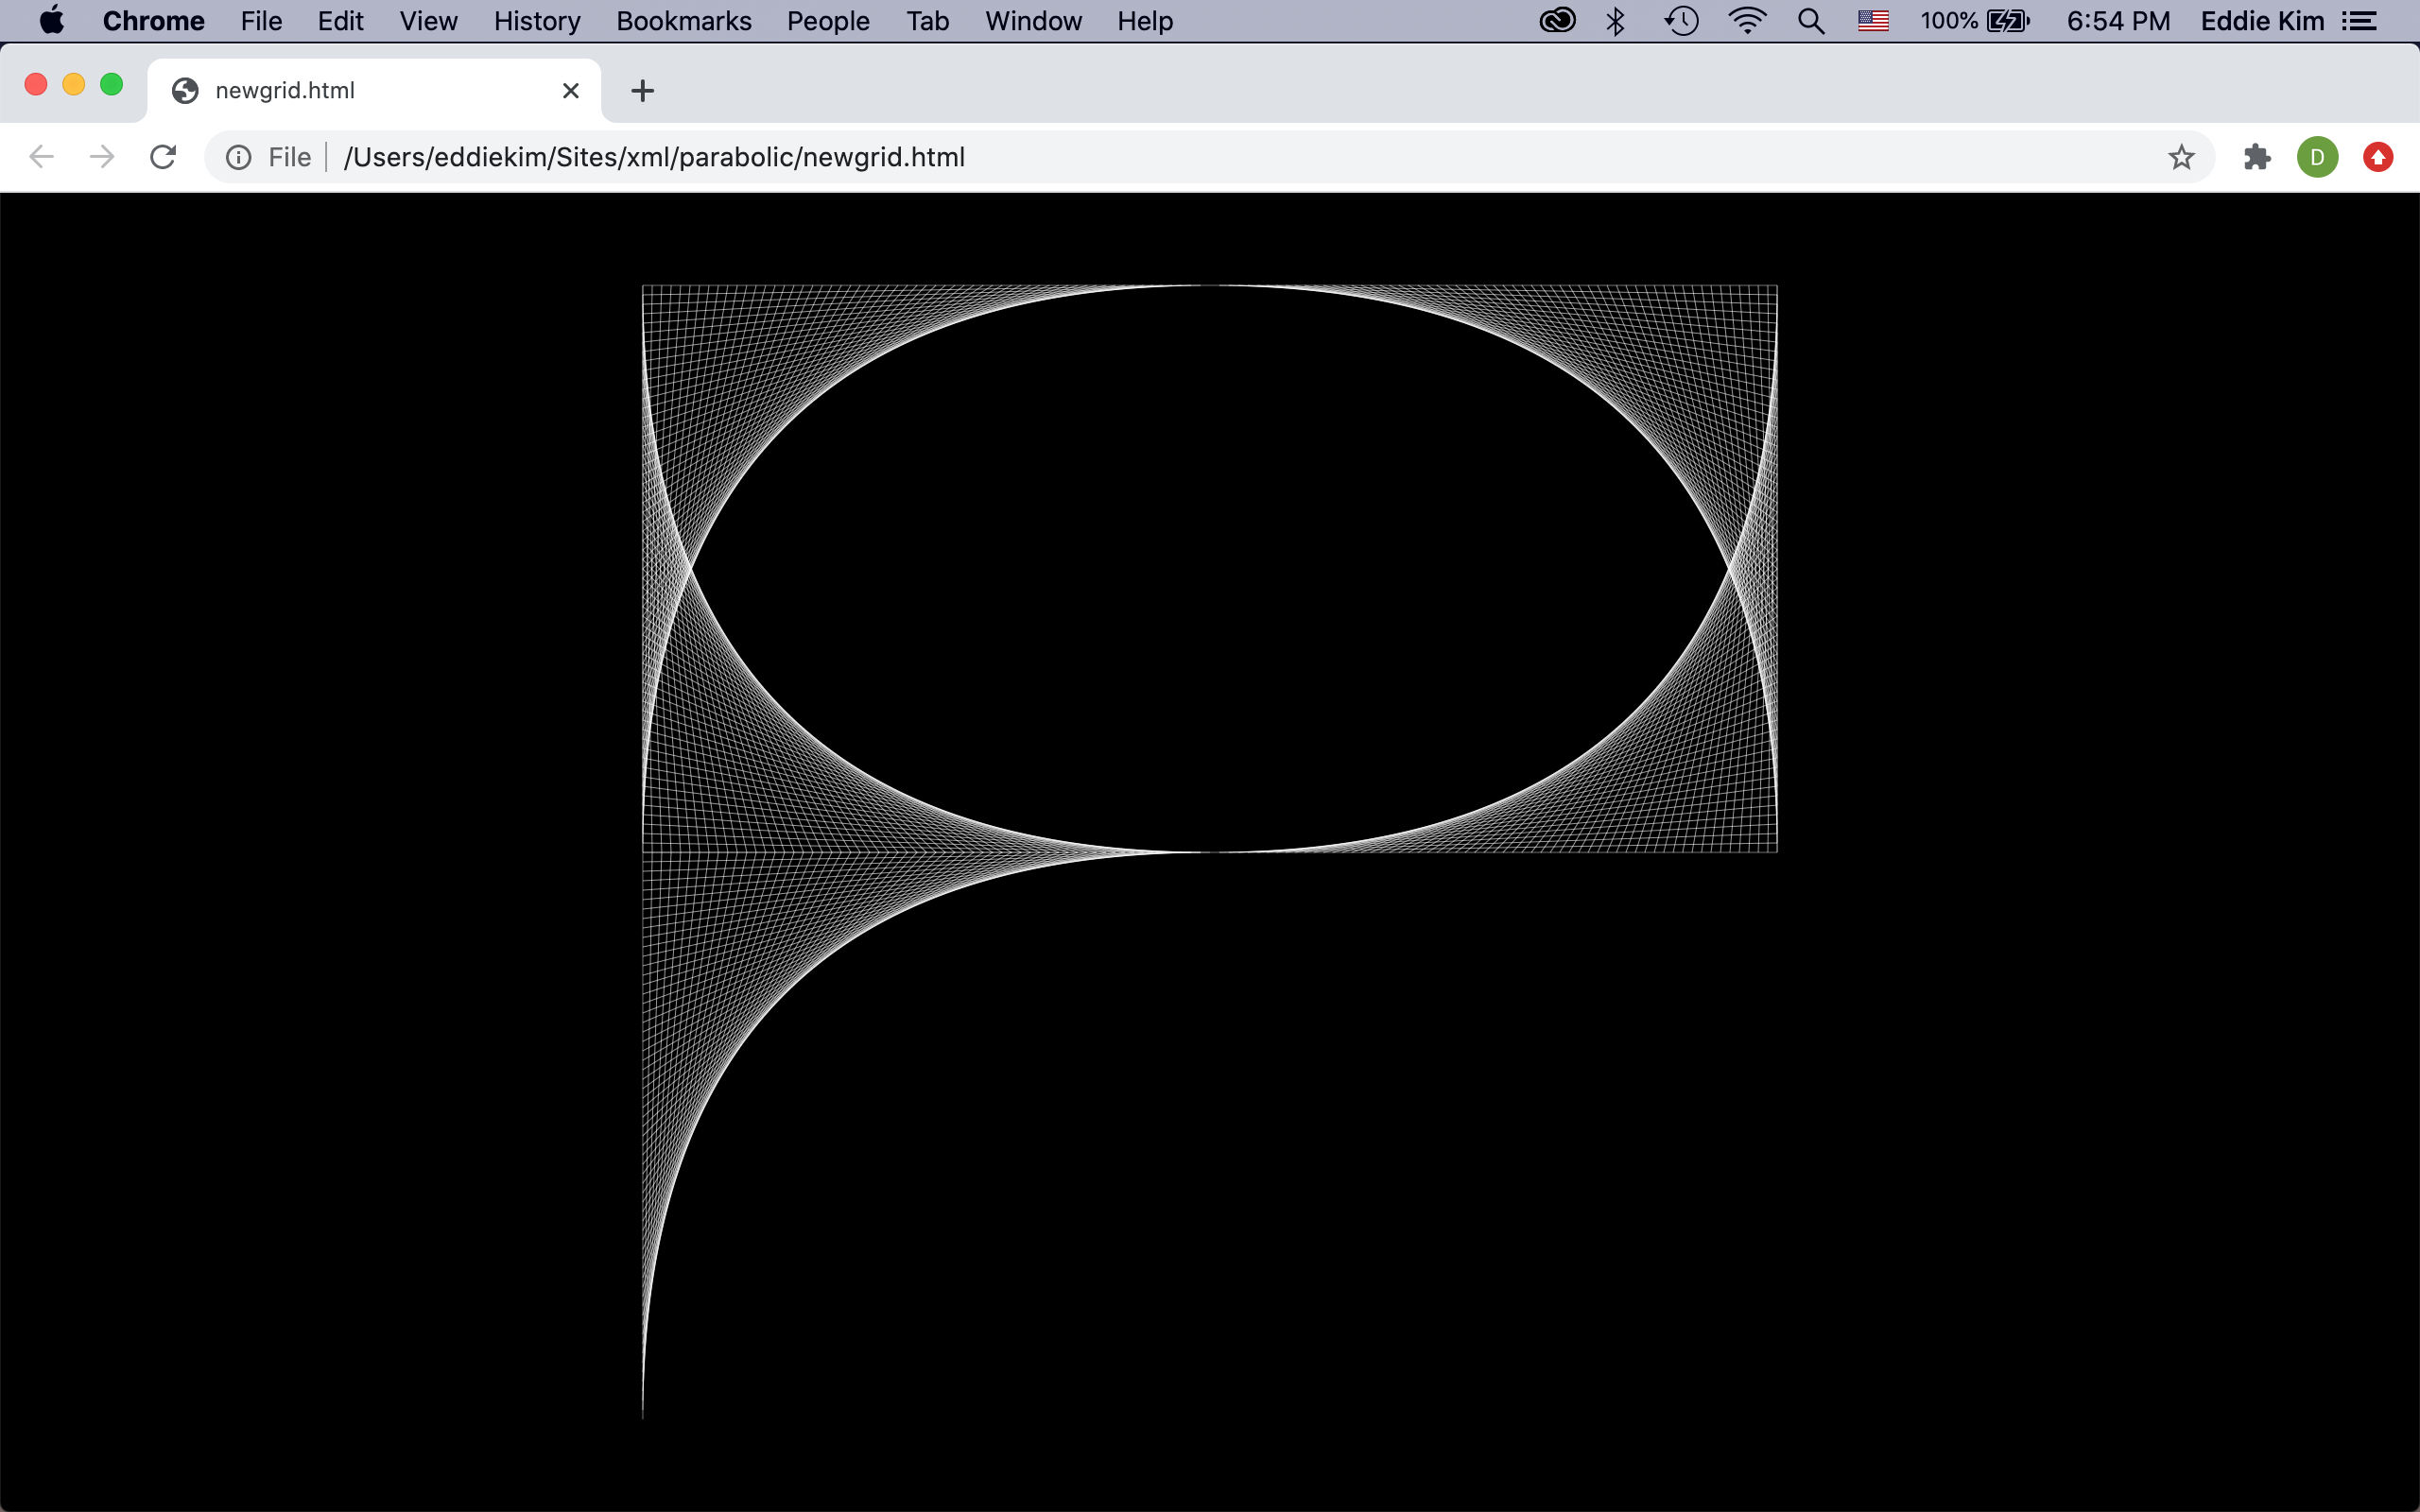 Chrome File Edit View History Bookmarks People Tab Window Help 100% 6:54 PM Eddie Kim
newgrid.html
File /Users/eddiekim/Sites/xml/parabolic/newgrid.html D